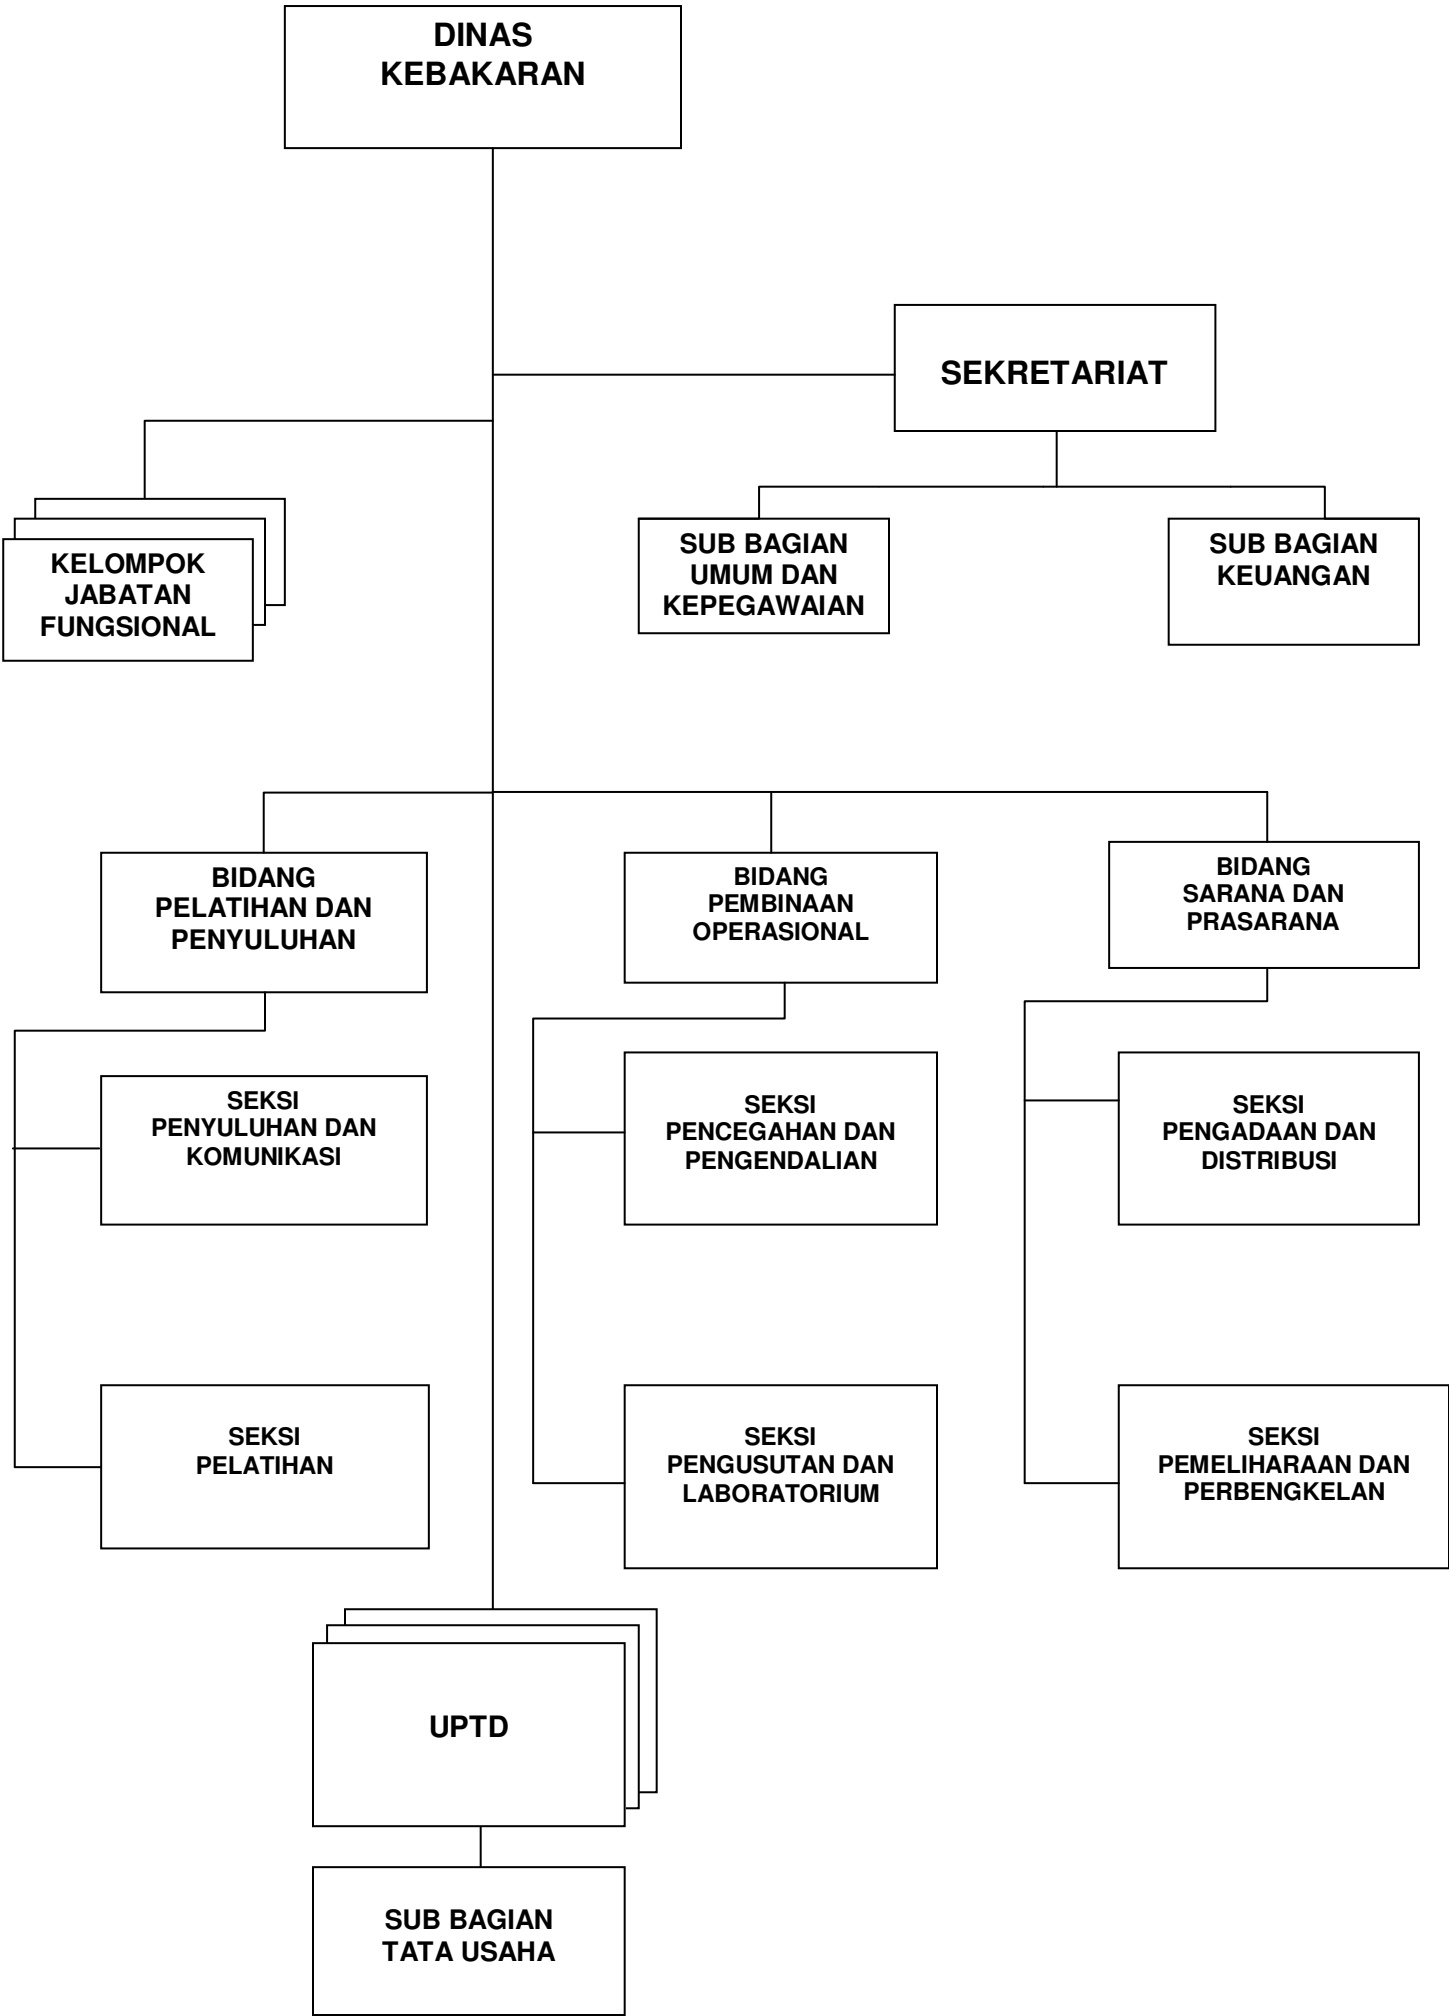 DINAS
KEBAKARAN
SEKRETARIAT
KELOMPOK
JABATAN
FUNGSIONAL
SUB BAGIAN
UMUM DAN
KEPEGAWAIAN
SUB BAGIAN
KEUANGAN
BIDANG
PELATIHAN DAN
PENYULUHAN
BIDANG
PEMBINAAN
OPERASIONAL
BIDANG
SARANA DAN
PRASARANA
SEKSI
PENYULUHAN DAN
KOMUNIKASI
SEKSI
PENCEGAHAN DAN
PENGENDALIAN
SEKSI
PENGADAAN DAN
DISTRIBUSI
SEKSI
PELATIHAN
SEKSI
PENGUSUTAN DAN
LABORATORIUM
SEKSI
PEMELIHARAAN DAN
PERBENGKELAN
UPTD
SUB BAGIAN
TATA USAHA